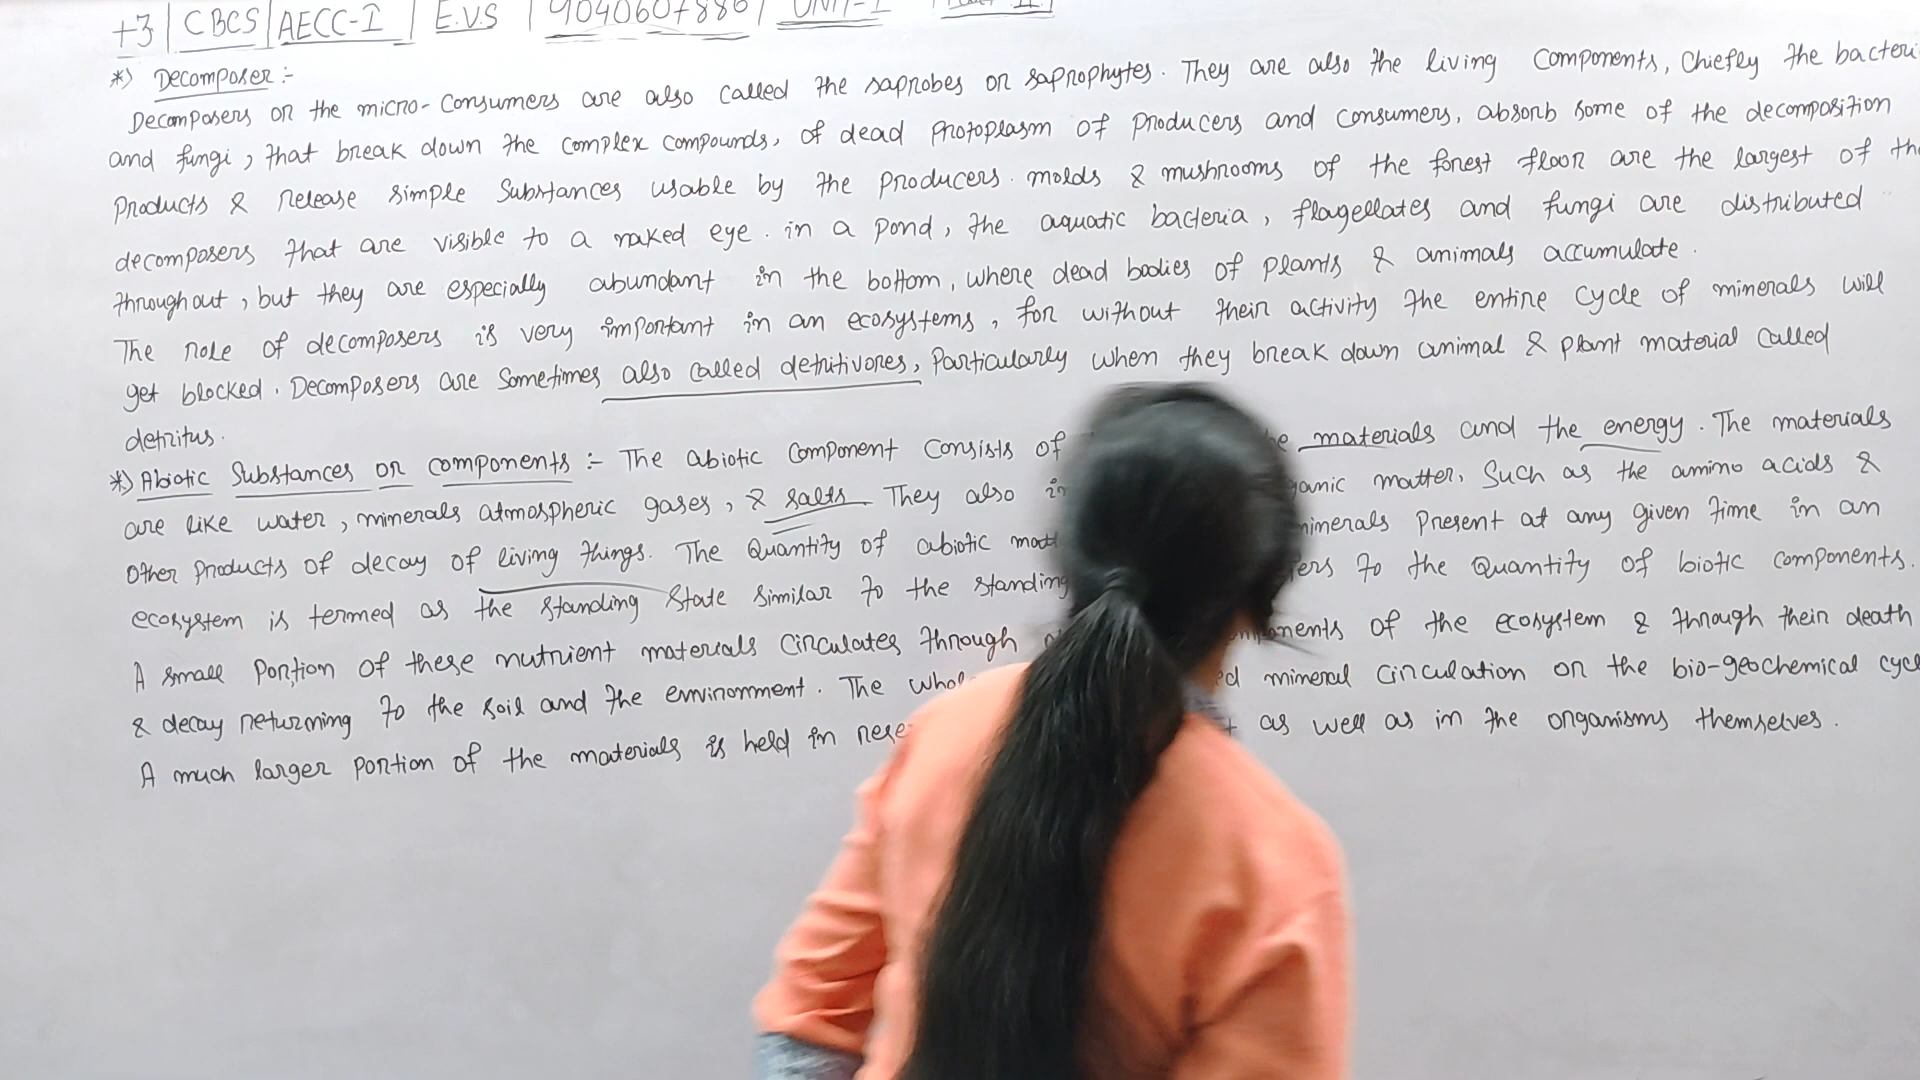 +3 | CBCS | AECC-I | E.V.S | 9040607886 | UNIT-I
*) Decomposer :-
Decomposers or the micro-consumers are also called the saprobes or saprophytes. They are also the living components, chiefly the bacteri
and fungi, that break down the complex compounds, of dead protoplasm of producers and consumers, absorb some of the decomposition
products & release simple substances usable by the producers. molds & mushrooms of the forest floor are the largest of the
decomposers that are visible to a naked eye. in a pond, the aquatic bacteria, flagellates and fungi are distributed
throughout, but they are especially abundant in the bottom, where dead bodies of plants & animals accumulate.
The role of decomposers is very important in an ecosystems, for without their activity the entire cycle of minerals will
get blocked. Decomposers are sometimes also called detritivores, particularly when they break down animal & plant material called
detritus.
*) Abiotic Substances or components :- The abiotic component consists of materials and the energy. The materials
are like water, minerals atmospheric gases, & salts They also matter, such as the amino acids &
other products of decay of living things. The Quantity of abiotic minerals present at any given time in an
ecosystem is termed as the standing state similar to the standing to the Quantity of biotic components.
A small portion of these nutrient materials circulates through of the ecosystem & through their death
& decay returning to the soil and the environment. The mineral circulation or the bio-geochemical cycl
A much larger portion of the materials is held in as well as in the organisms themselves.